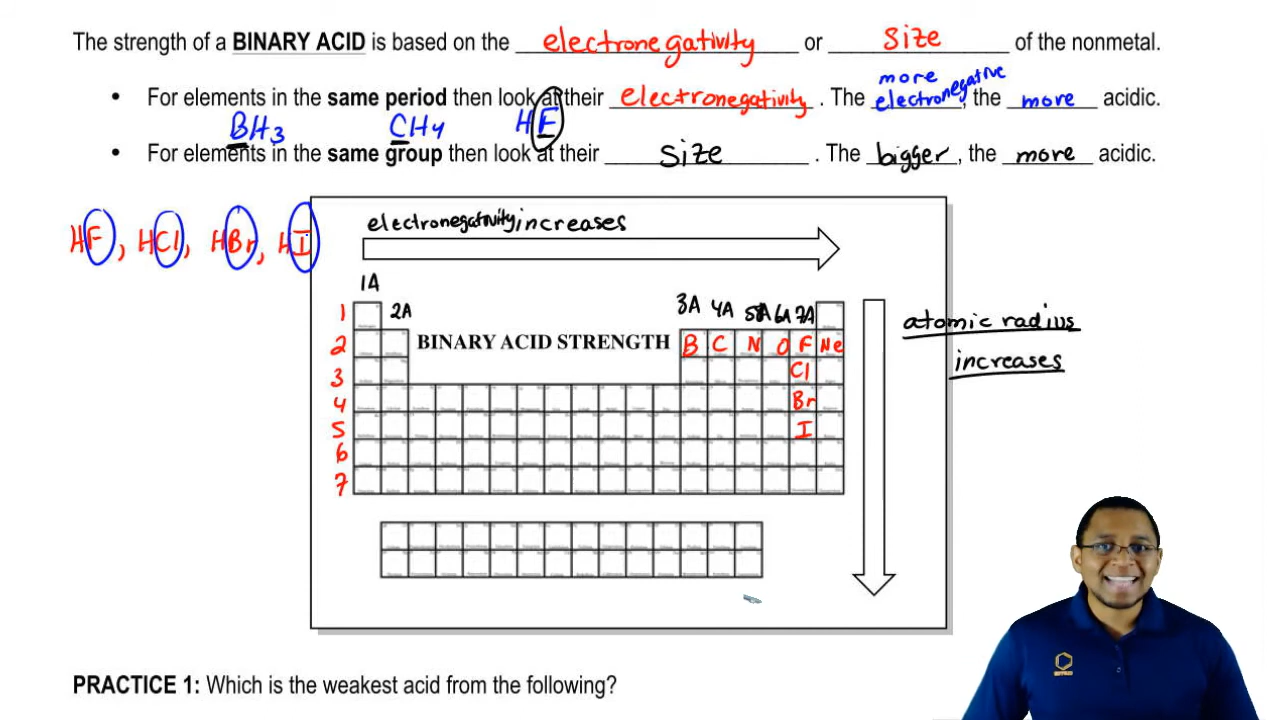 The strength of a BINARY ACID is based on the electronegativity or size of the nonmetal.
• For elements in the same period then look at their electronegativity. The more electronegative, the more acidic.
BH3 CH4 HF
• For elements in the same group then look at their size. The bigger, the more acidic.
HF, HCl, HBr, HI
electronegativity increases
1A
2A
3A 4A 5A 6A 7A
1
2 BINARY ACID STRENGTH B C N O F Ne
3 Cl
4 Br
5 I
6
7
atomic radius
increases
PRACTICE 1: Which is the weakest acid from the following?